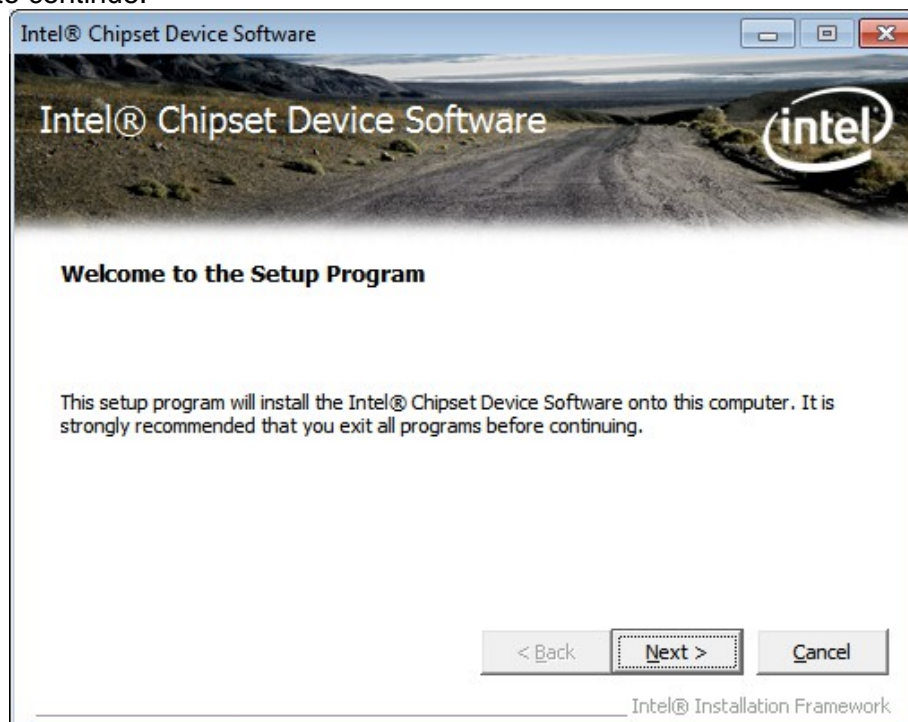 to continue.
Intel® Chipset Device Software
Intel® Chipset Device Software
intel
Welcome to the Setup Program
This setup program will install the Intel® Chipset Device Software onto this computer. It is
strongly recommended that you exit all programs before continuing.
< Back Next > Cancel
Intel® Installation Framework